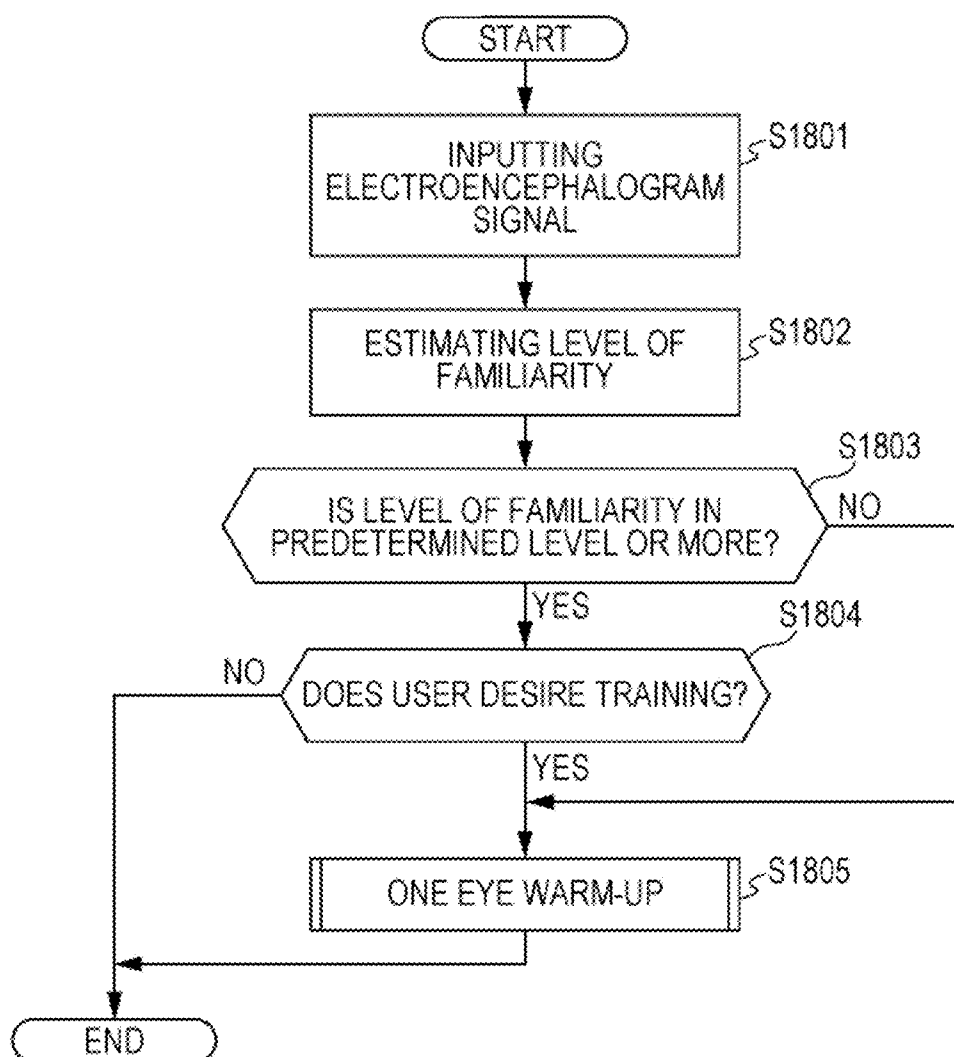 START
INPUTTING
ELECTROENCEPHALOGRAM
SIGNAL
S1801
ESTIMATING LEVEL OF
FAMILIARITY
S1802
S1803
IS LEVEL OF FAMILIARITY IN
PREDETERMINED LEVEL OR MORE?
NO
YES
S1804
NO
DOES USER DESIRE TRAINING?
YES
ONE EYE WARM-UP
S1805
END